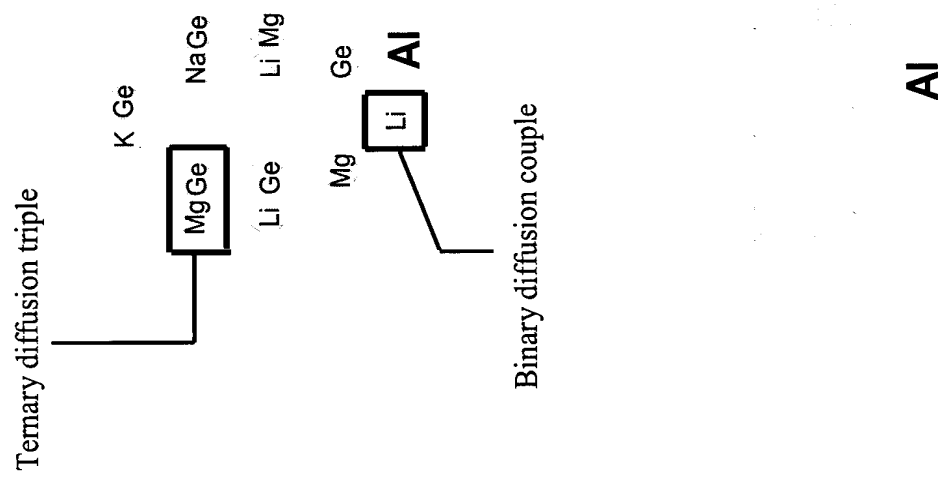 Ternary diffusion triple
K Ge
Mg Ge Na Ge
Li Ge Li Mg
Mg Ge
Li Al
Binary diffusion couple
Al